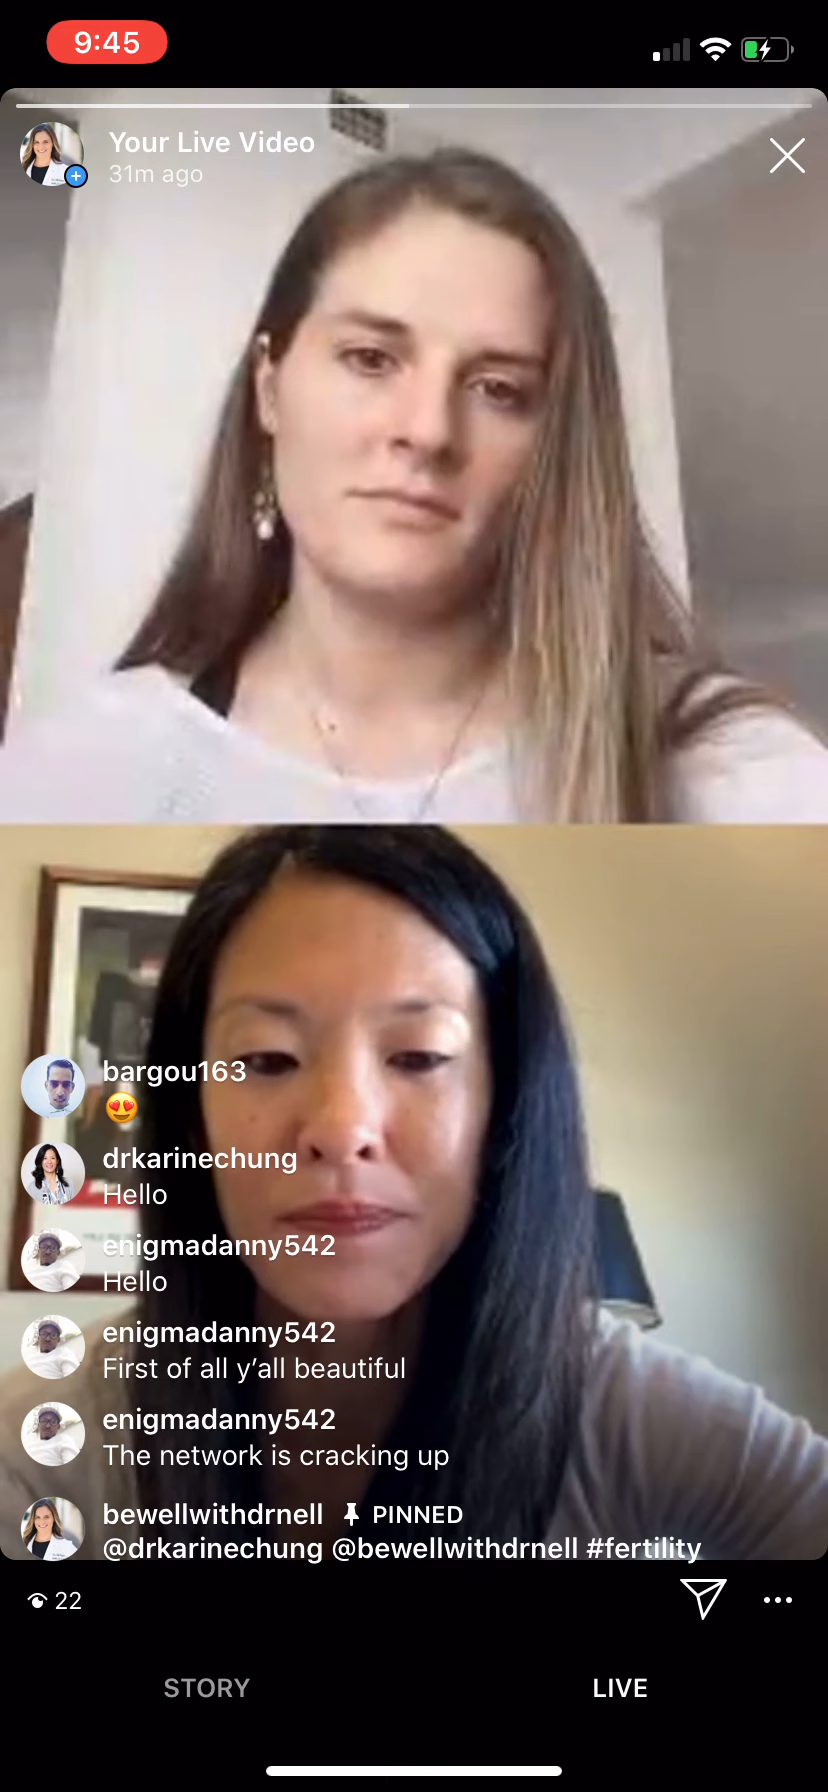 9:45
Your Live Video
31m ago
bargou163
😍
drkarinechung
Hello
enigmadanny542
Hello
enigmadanny542
First of all y'all beautiful
enigmadanny542
The network is cracking up
bewellwithdrnell PINNED
@drkarinechung @bewellwithdrnell #fertility
22
STORY LIVE